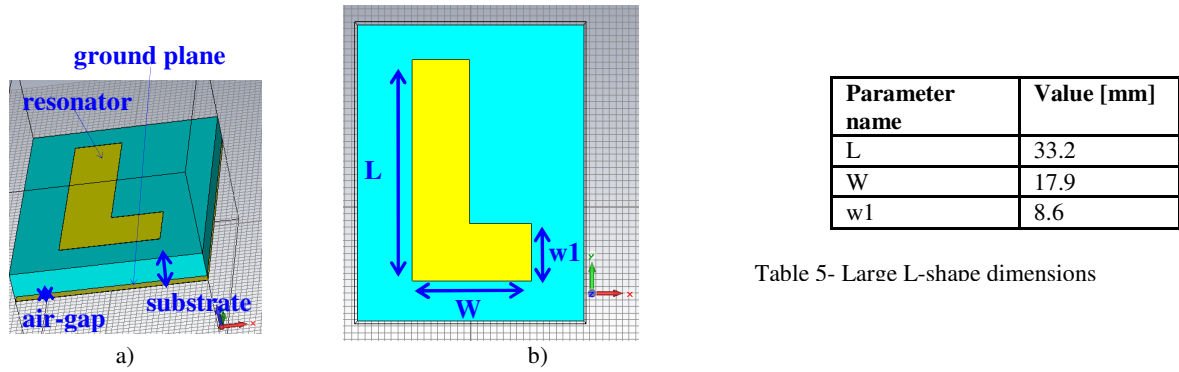 ground plane
resonator
air-gap
substrate
a)
L
W
w1
y
z
x
b)
Parameter name
Value [mm]
L
33.2
W
17.9
w1
8.6
Table 5- Large L-shape dimensions